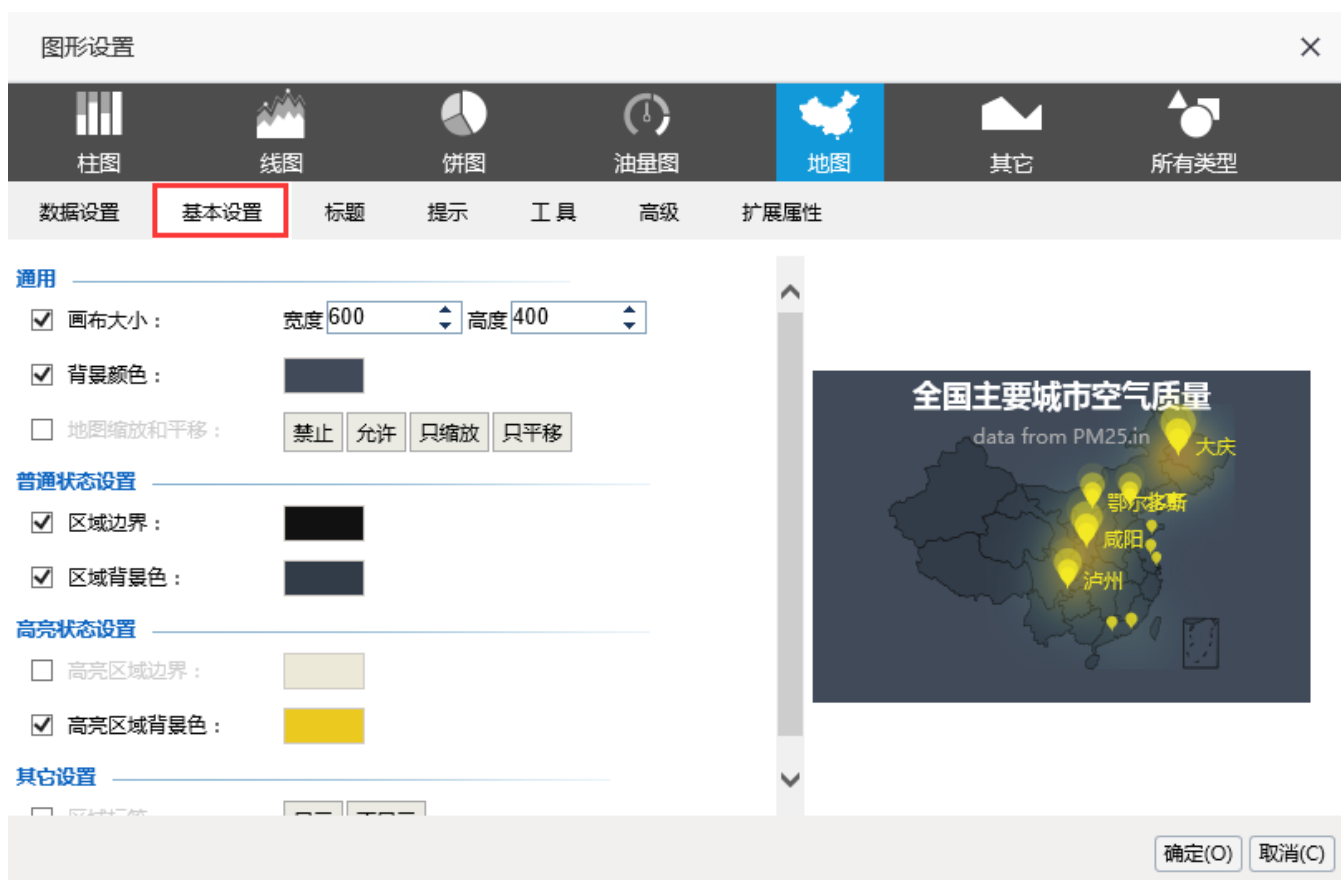 图形设置
柱图 线图 饼图 油量图 地图 其它 所有类型
数据设置 基本设置 标题 提示 工具 高级 扩展属性
通用
画布大小： 宽度 600 高度 400
背景颜色：
地图缩放和平移： 禁止 允许 只缩放 只平移
普通状态设置
区域边界：
区域背景色：
高亮状态设置
高亮区域边界：
高亮区域背景色：
其它设置
全国主要城市空气质量
data from PM25.in
大庆
鄂尔多斯
咸阳
泸州
确定(O) 取消(C)